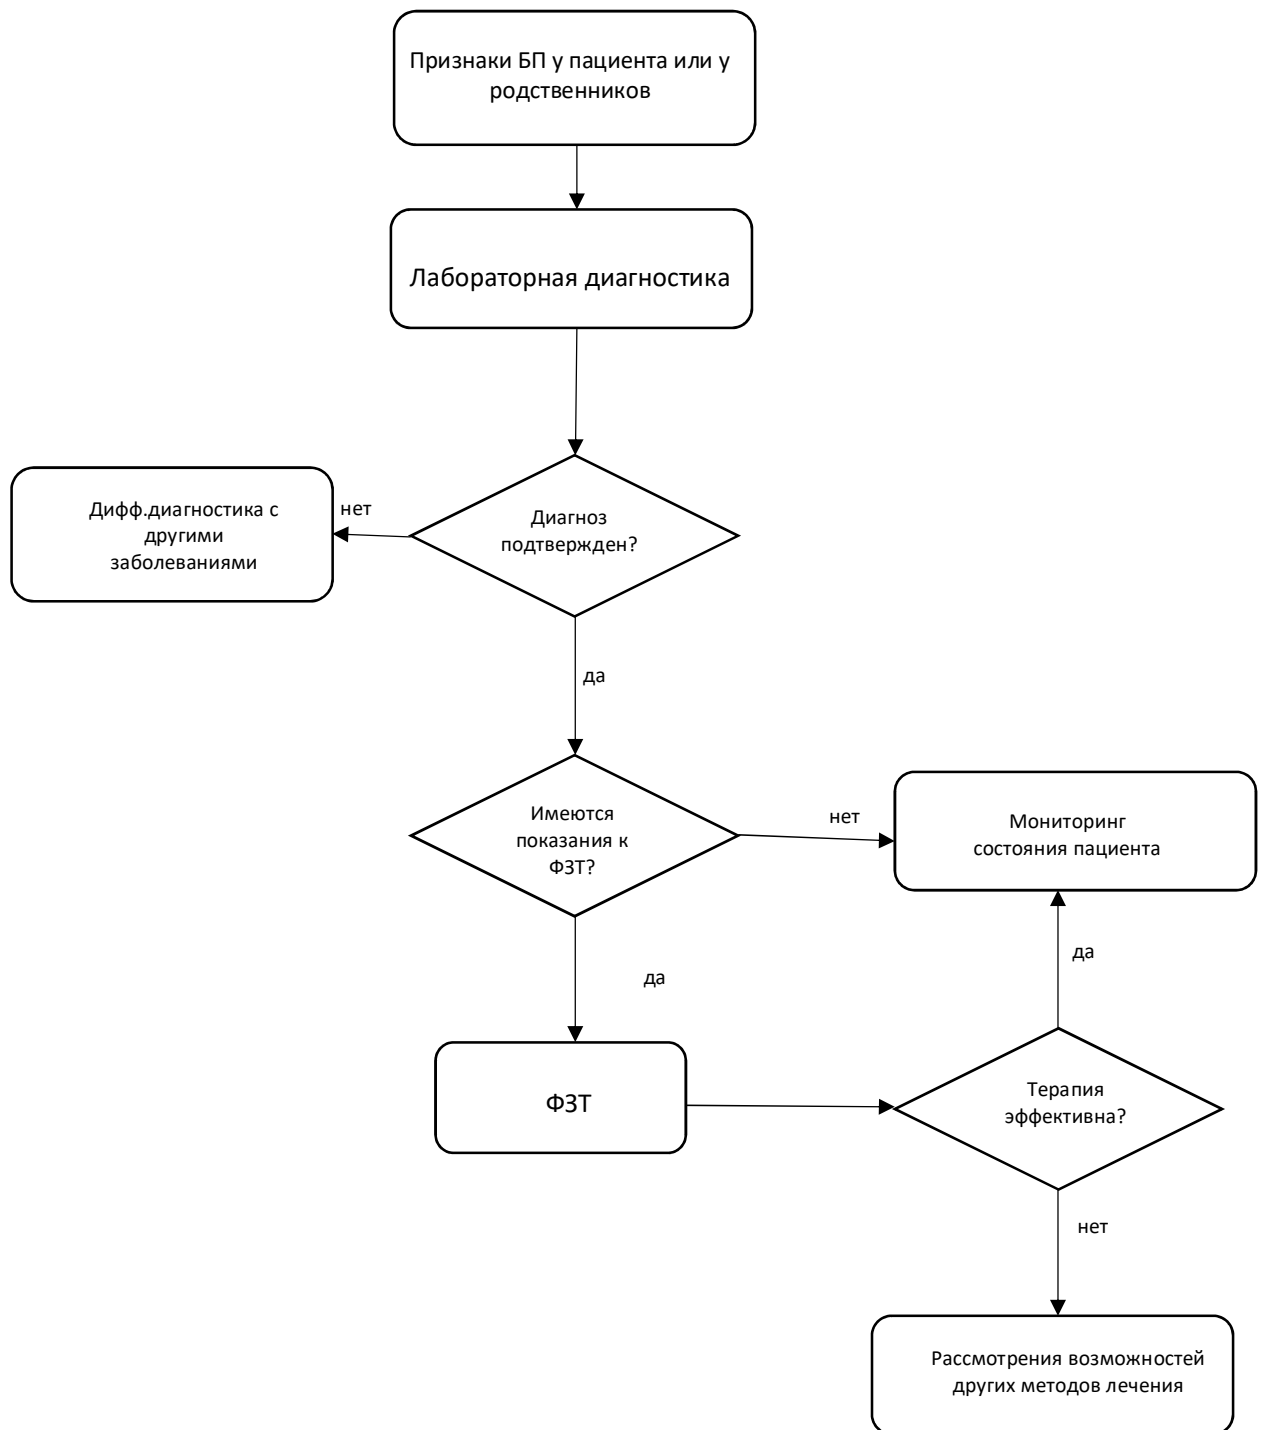 Признаки БП у пациента или у
родственников
Лабораторная диагностика
Дифф.диагностика с
другими
заболеваниями
нет
Диагноз
подтвержден?
да
Имеются
показания к
ФЗТ?
нет
Мониторинг
состояния пациента
да
да
ФЗТ
Терапия
эффективна?
нет
Рассмотрения возможностей
других методов лечения